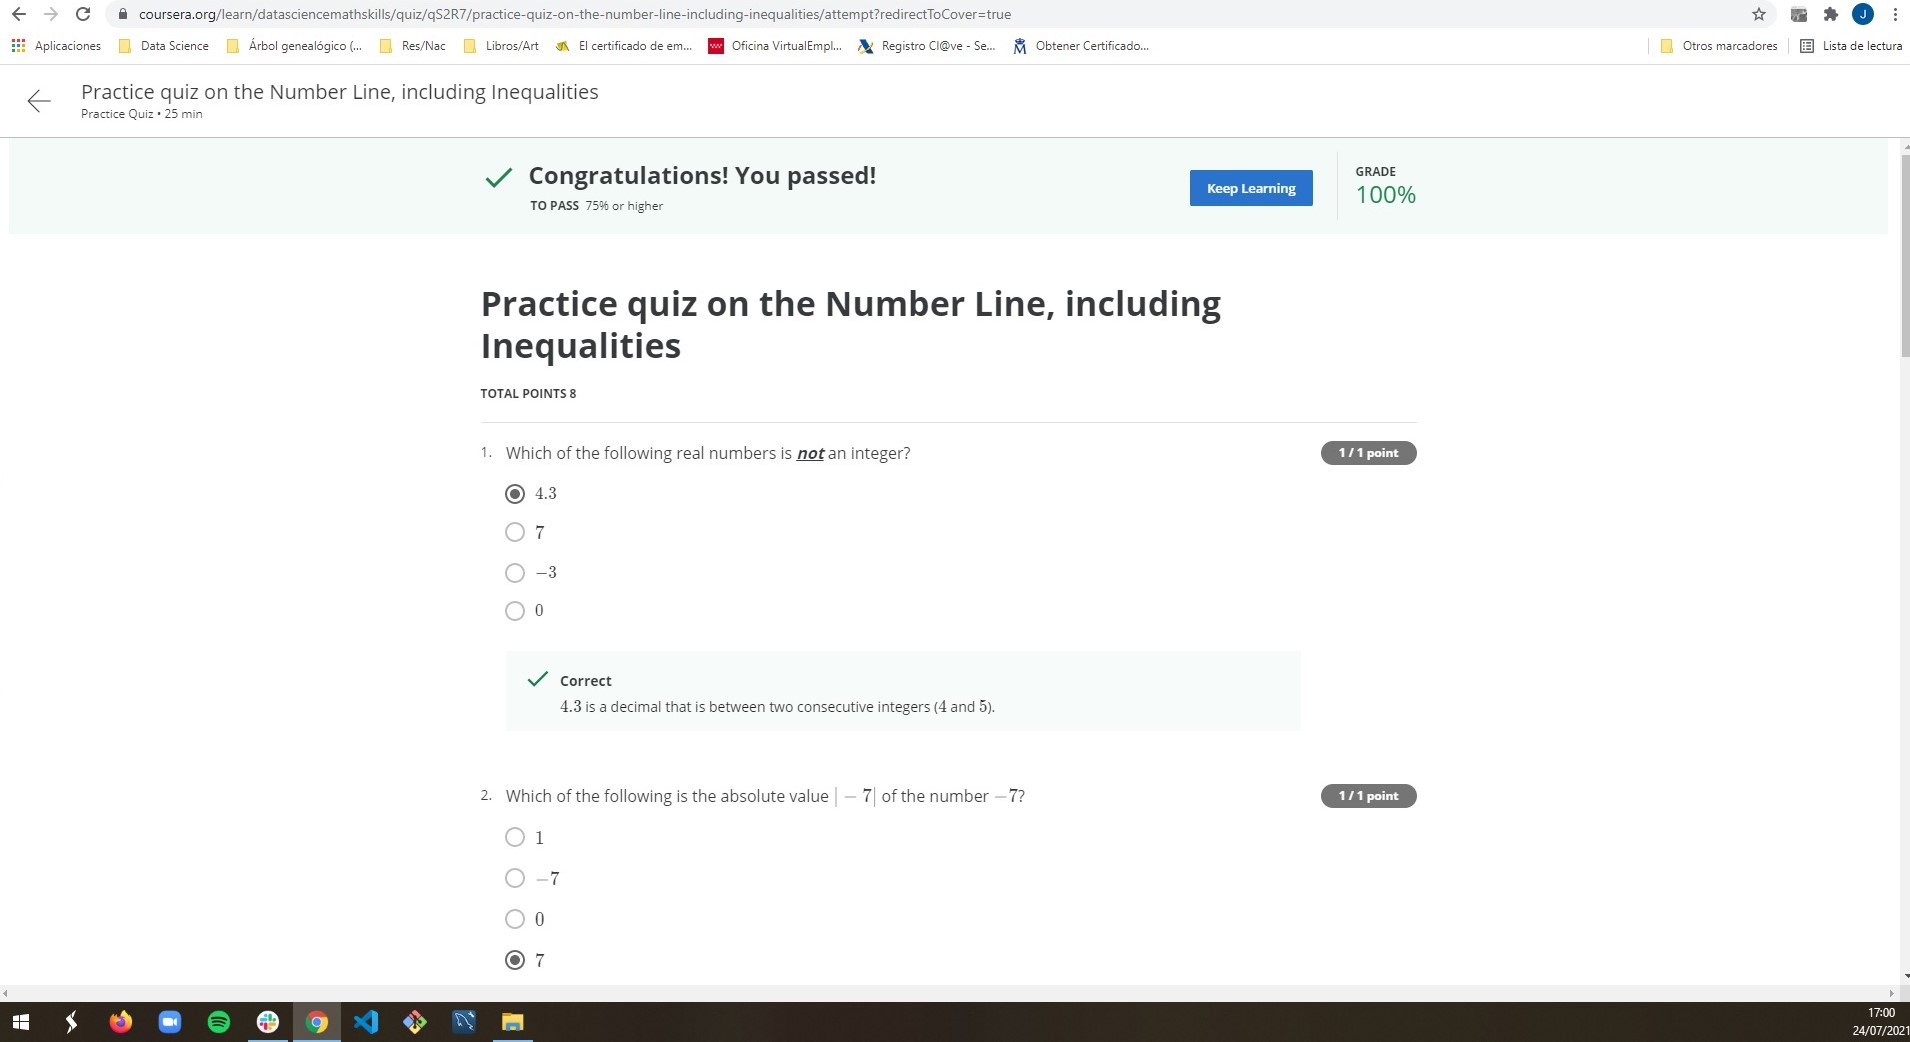 coursera.org/learn/datasciencemathskills/quiz/qS2R7/practice-quiz-on-the-number-line-including-inequalities/attempt?redirectToCover=true
J
Aplicaciones Data Science Árbol genealógico (... Res/Nac Libros/Art El certificado de em... Oficina VirtualEmpl... Registro Cl@ve - Se... Obtener Certificado... Otros marcadores Lista de lectura
Practice quiz on the Number Line, including Inequalities
Practice Quiz • 25 min
Congratulations! You passed!
TO PASS 75% or higher
Keep Learning
GRADE
100%
Practice quiz on the Number Line, including
Inequalities
TOTAL POINTS 8
1. Which of the following real numbers is not an integer? 1 / 1 point
4.3
7
−3
0
Correct
4.3 is a decimal that is between two consecutive integers (4 and 5).
2. Which of the following is the absolute value | − 7| of the number −7? 1 / 1 point
1
−7
0
7
17:00
24/07/2021